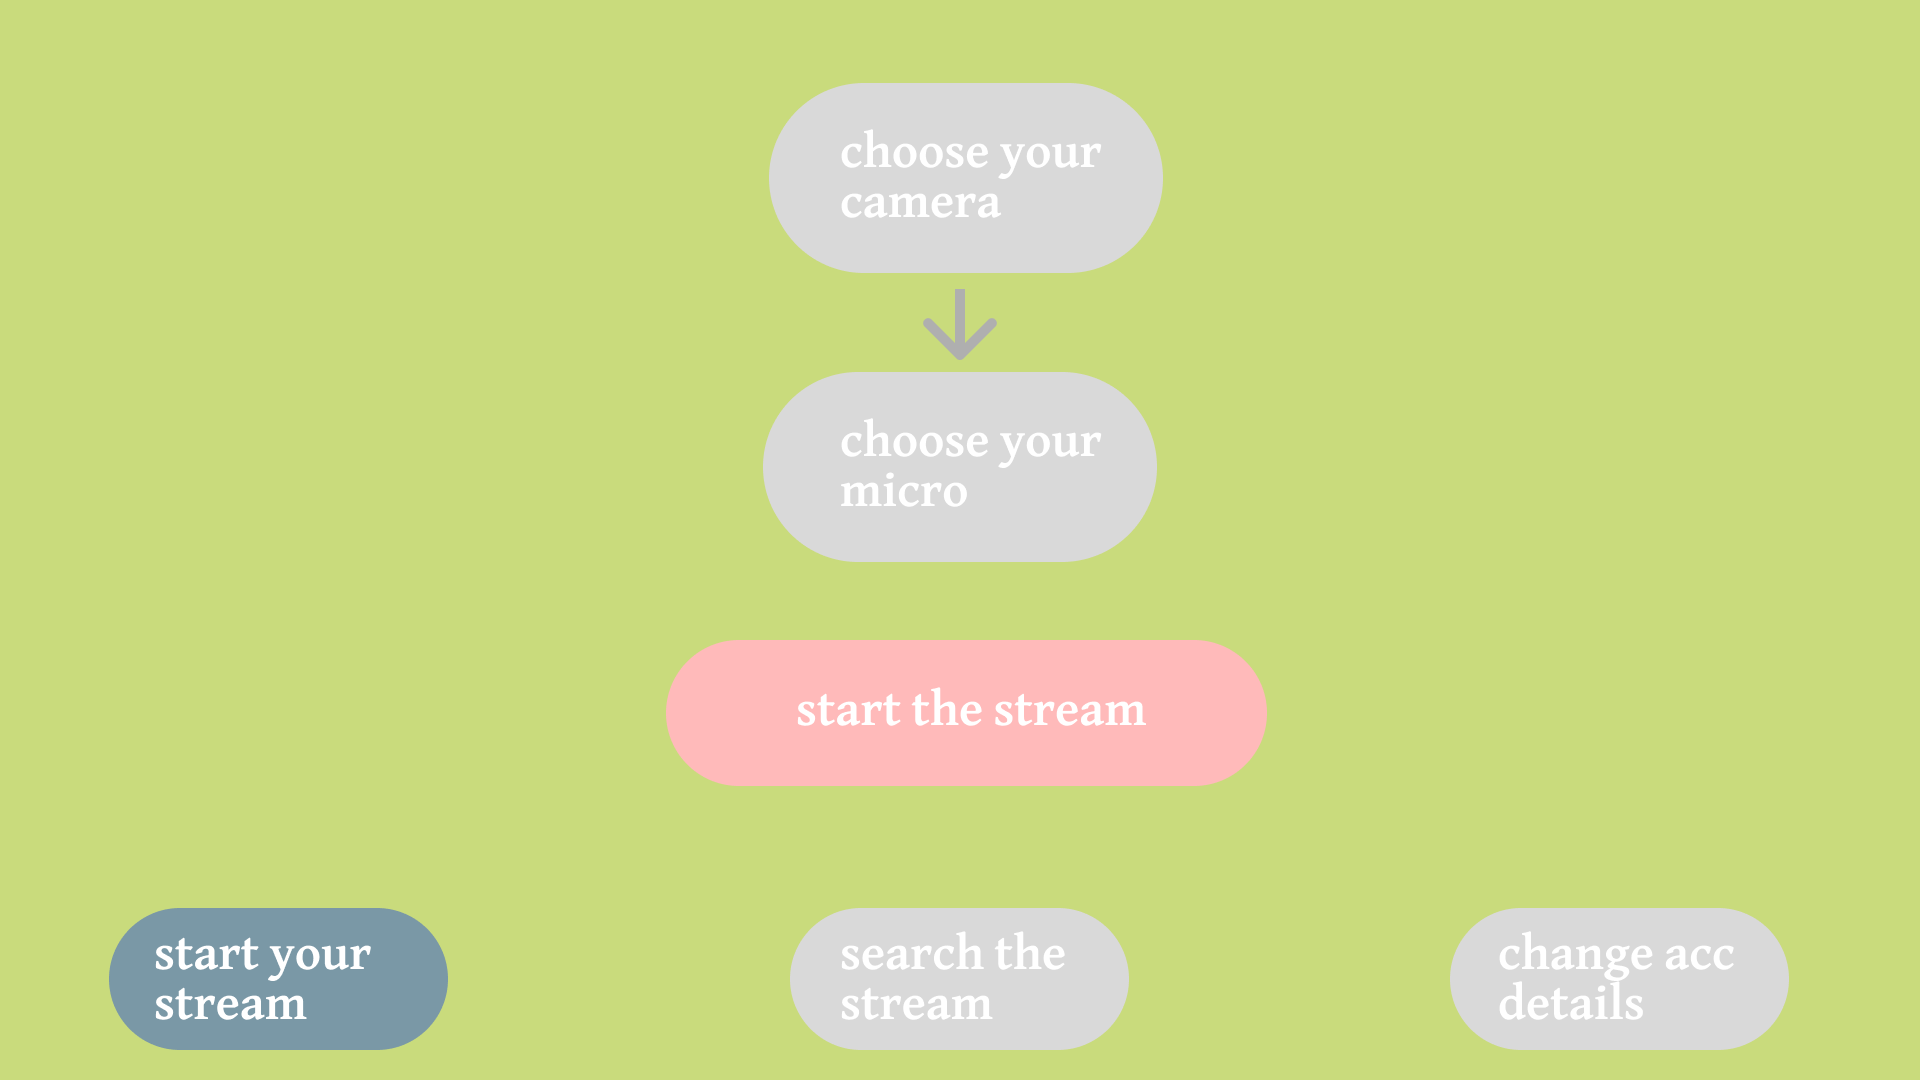 choose your
camera
choose your
micro
start the stream
start your
stream
search the
stream
change acc
details